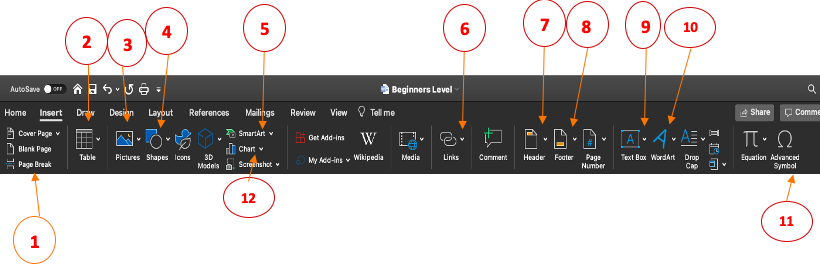 2 3 4 5 6 7 8 9 10
AutoSave OFF Beginners Level
Home Insert Draw Design Layout References Mailings Review View Tell me Share Comme
Cover Page
Blank Page
Page Break
Table
Pictures
Shapes
Icons
3D
Models
SmartArt
Chart
Screenshot
Get Add-ins
My Add-ins
W
Wikipedia
Media
Links
Comment
Header
Footer
#
Page
Number
A
Text Box
A
WordArt
A
Drop
Cap
π
Equation
Ω
Advanced
Symbol
1 12 11